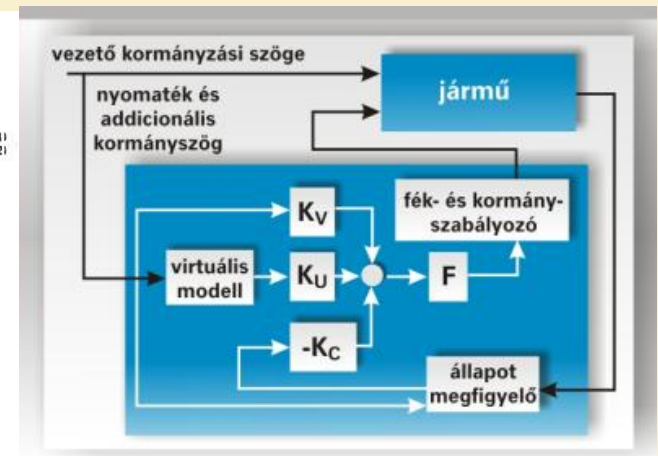 vezető kormányzási szöge
nyomaték és
addicionális
kormányszög
jármű
fék- és kormány-
szabályozó
KV
virtuális
modell
KU
F
-KC
állapot
megfigyelő